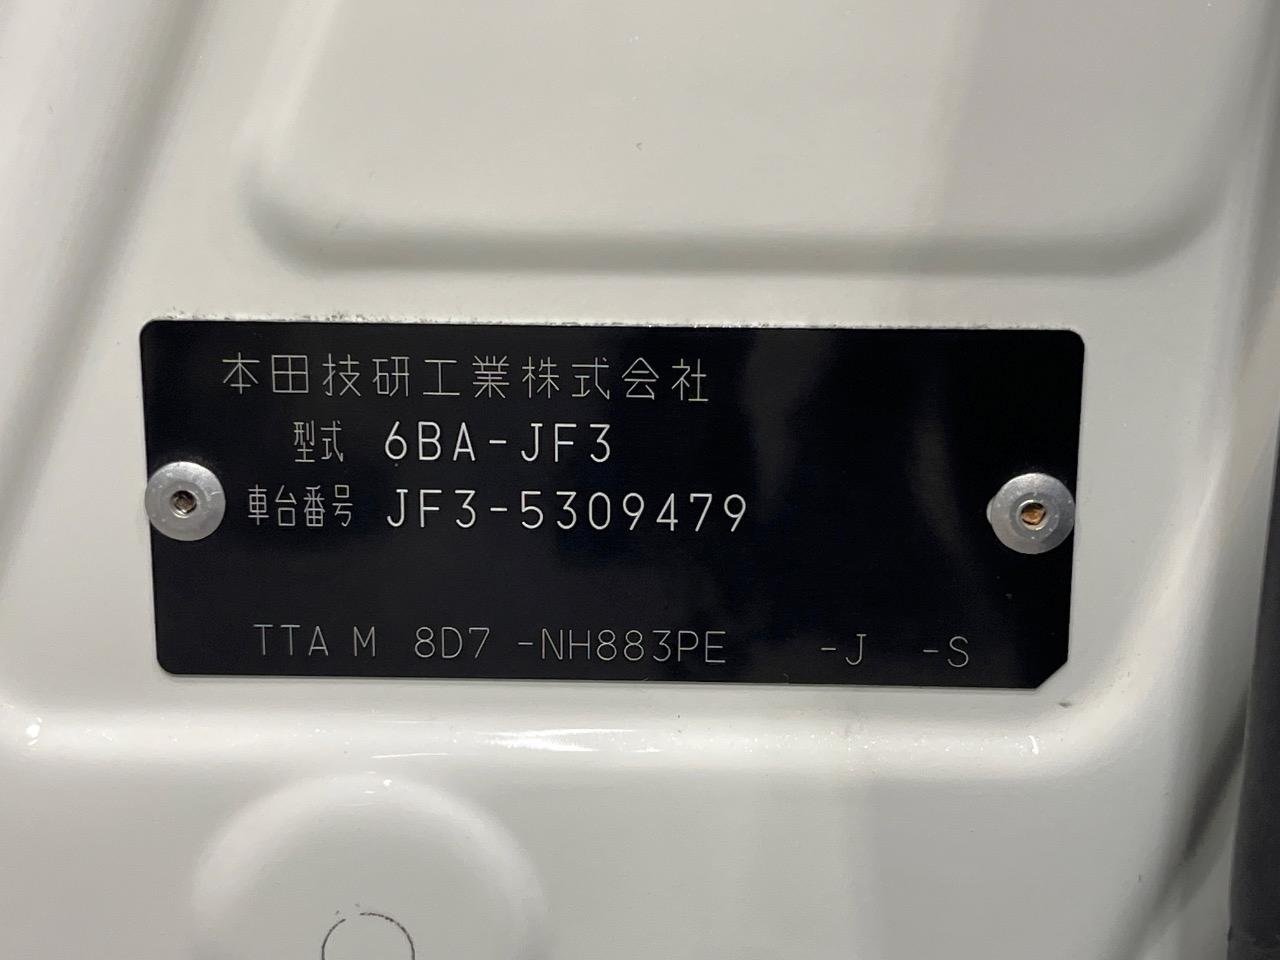 本田技研工業株式会社
型式 6BA-JF3
車台番号 JF3-5309479
TTA M 8D7 -NH883PE -J -S